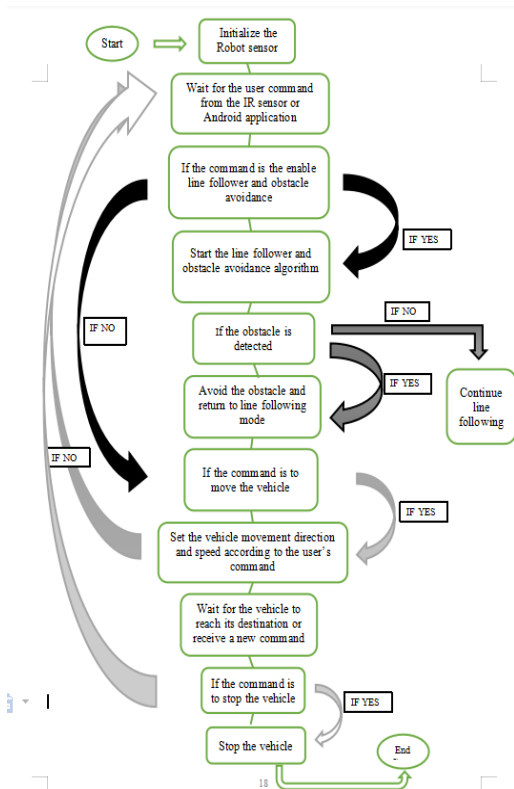 Start
Initialize the
Robot sensor
Wait for the user command
from the IR sensor or
Android application
If the command is the enable
line follower and obstacle
avoidance
IF YES
Start the line follower and
obstacle avoidance algorithm
IF NO
IF NO
If the obstacle is
detected
IF YES
Continue
line
following
Avoid the obstacle and
return to line following
mode
IF NO
If the command is to
move the vehicle
IF YES
Set the vehicle movement direction
and speed according to the user's
command
Wait for the vehicle to
reach its destination or
receive a new command
If the command is
to stop the vehicle
IF YES
Stop the vehicle
End
18